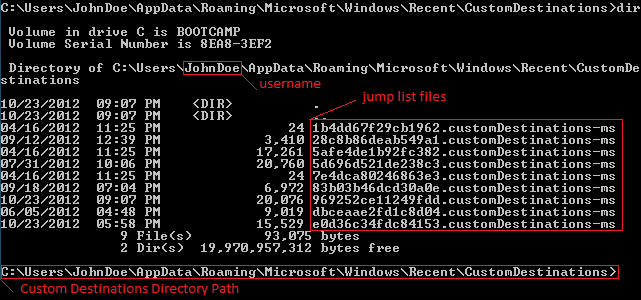 C:\Users\JohnDoe\AppData\Roaming\Microsoft\Windows\Recent\CustomDestinations>dir
Volume in drive C is BOOTCAMP
Volume Serial Number is 8EA8-3EF2
Directory of C:\Users\JohnDoe\AppData\Roaming\Microsoft\Windows\Recent\CustomDe
stinations
username
jump list files
10/23/2012 09:07 PM <DIR> .
10/23/2012 09:07 PM <DIR> ..
04/16/2012 11:25 PM 24 1b4dd67f29cb1962.customDestinations-ms
09/12/2012 12:39 PM 3,410 28c8b86deab549a1.customDestinations-ms
04/16/2012 11:25 PM 17,261 5afe4de1b92fc382.customDestinations-ms
07/31/2012 10:06 PM 20,760 5d696d521de238c3.customDestinations-ms
04/16/2012 11:25 PM 24 7e4dca80246863e3.customDestinations-ms
09/18/2012 07:04 PM 6,972 83b03b46dcd30a0e.customDestinations-ms
10/23/2012 09:07 PM 20,076 969252ce11249fdd.customDestinations-ms
06/05/2012 04:48 PM 9,019 dbceaae2fd1c8d04.customDestinations-ms
10/23/2012 05:58 PM 15,529 e0d36c34fdc84153.customDestinations-ms
9 File(s) 93,075 bytes
2 Dir(s) 19,970,957,312 bytes free
C:\Users\JohnDoe\AppData\Roaming\Microsoft\Windows\Recent\CustomDestinations>
Custom Destinations Directory Path